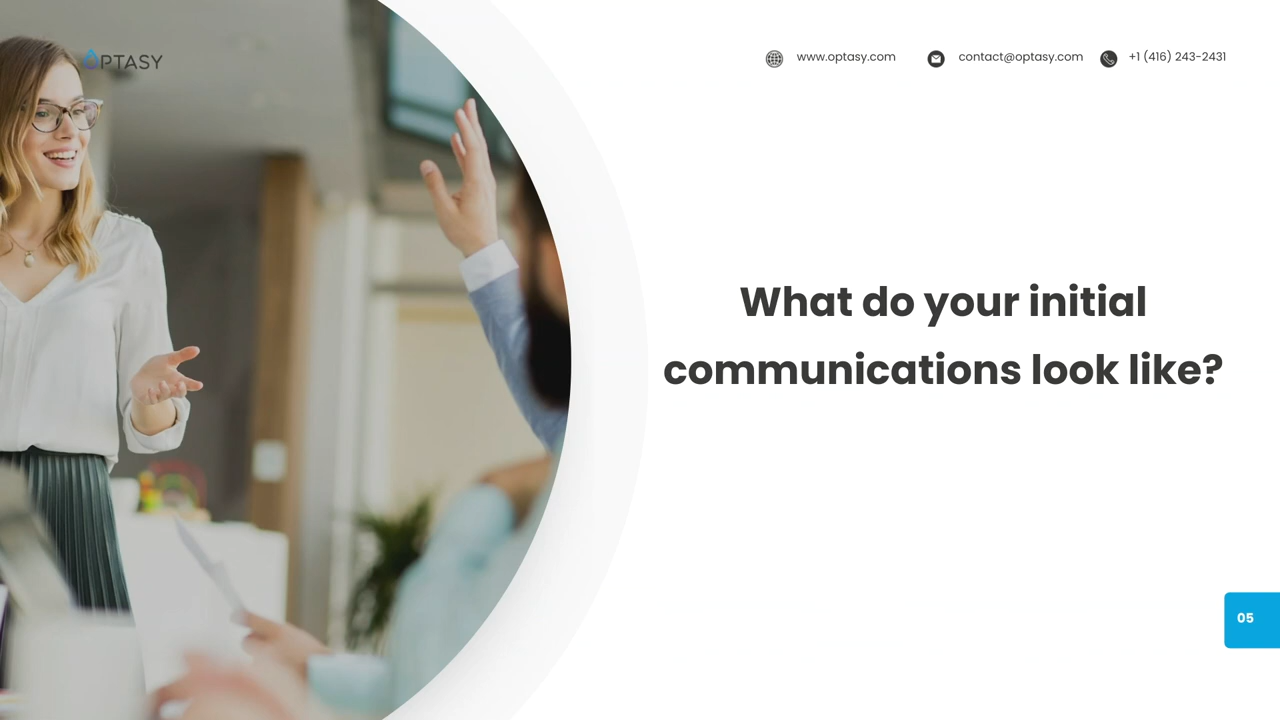 OPTASY
www.optasy.com
contact@optasy.com
+1 (416) 243-2431
What do your initial
communications look like?
05